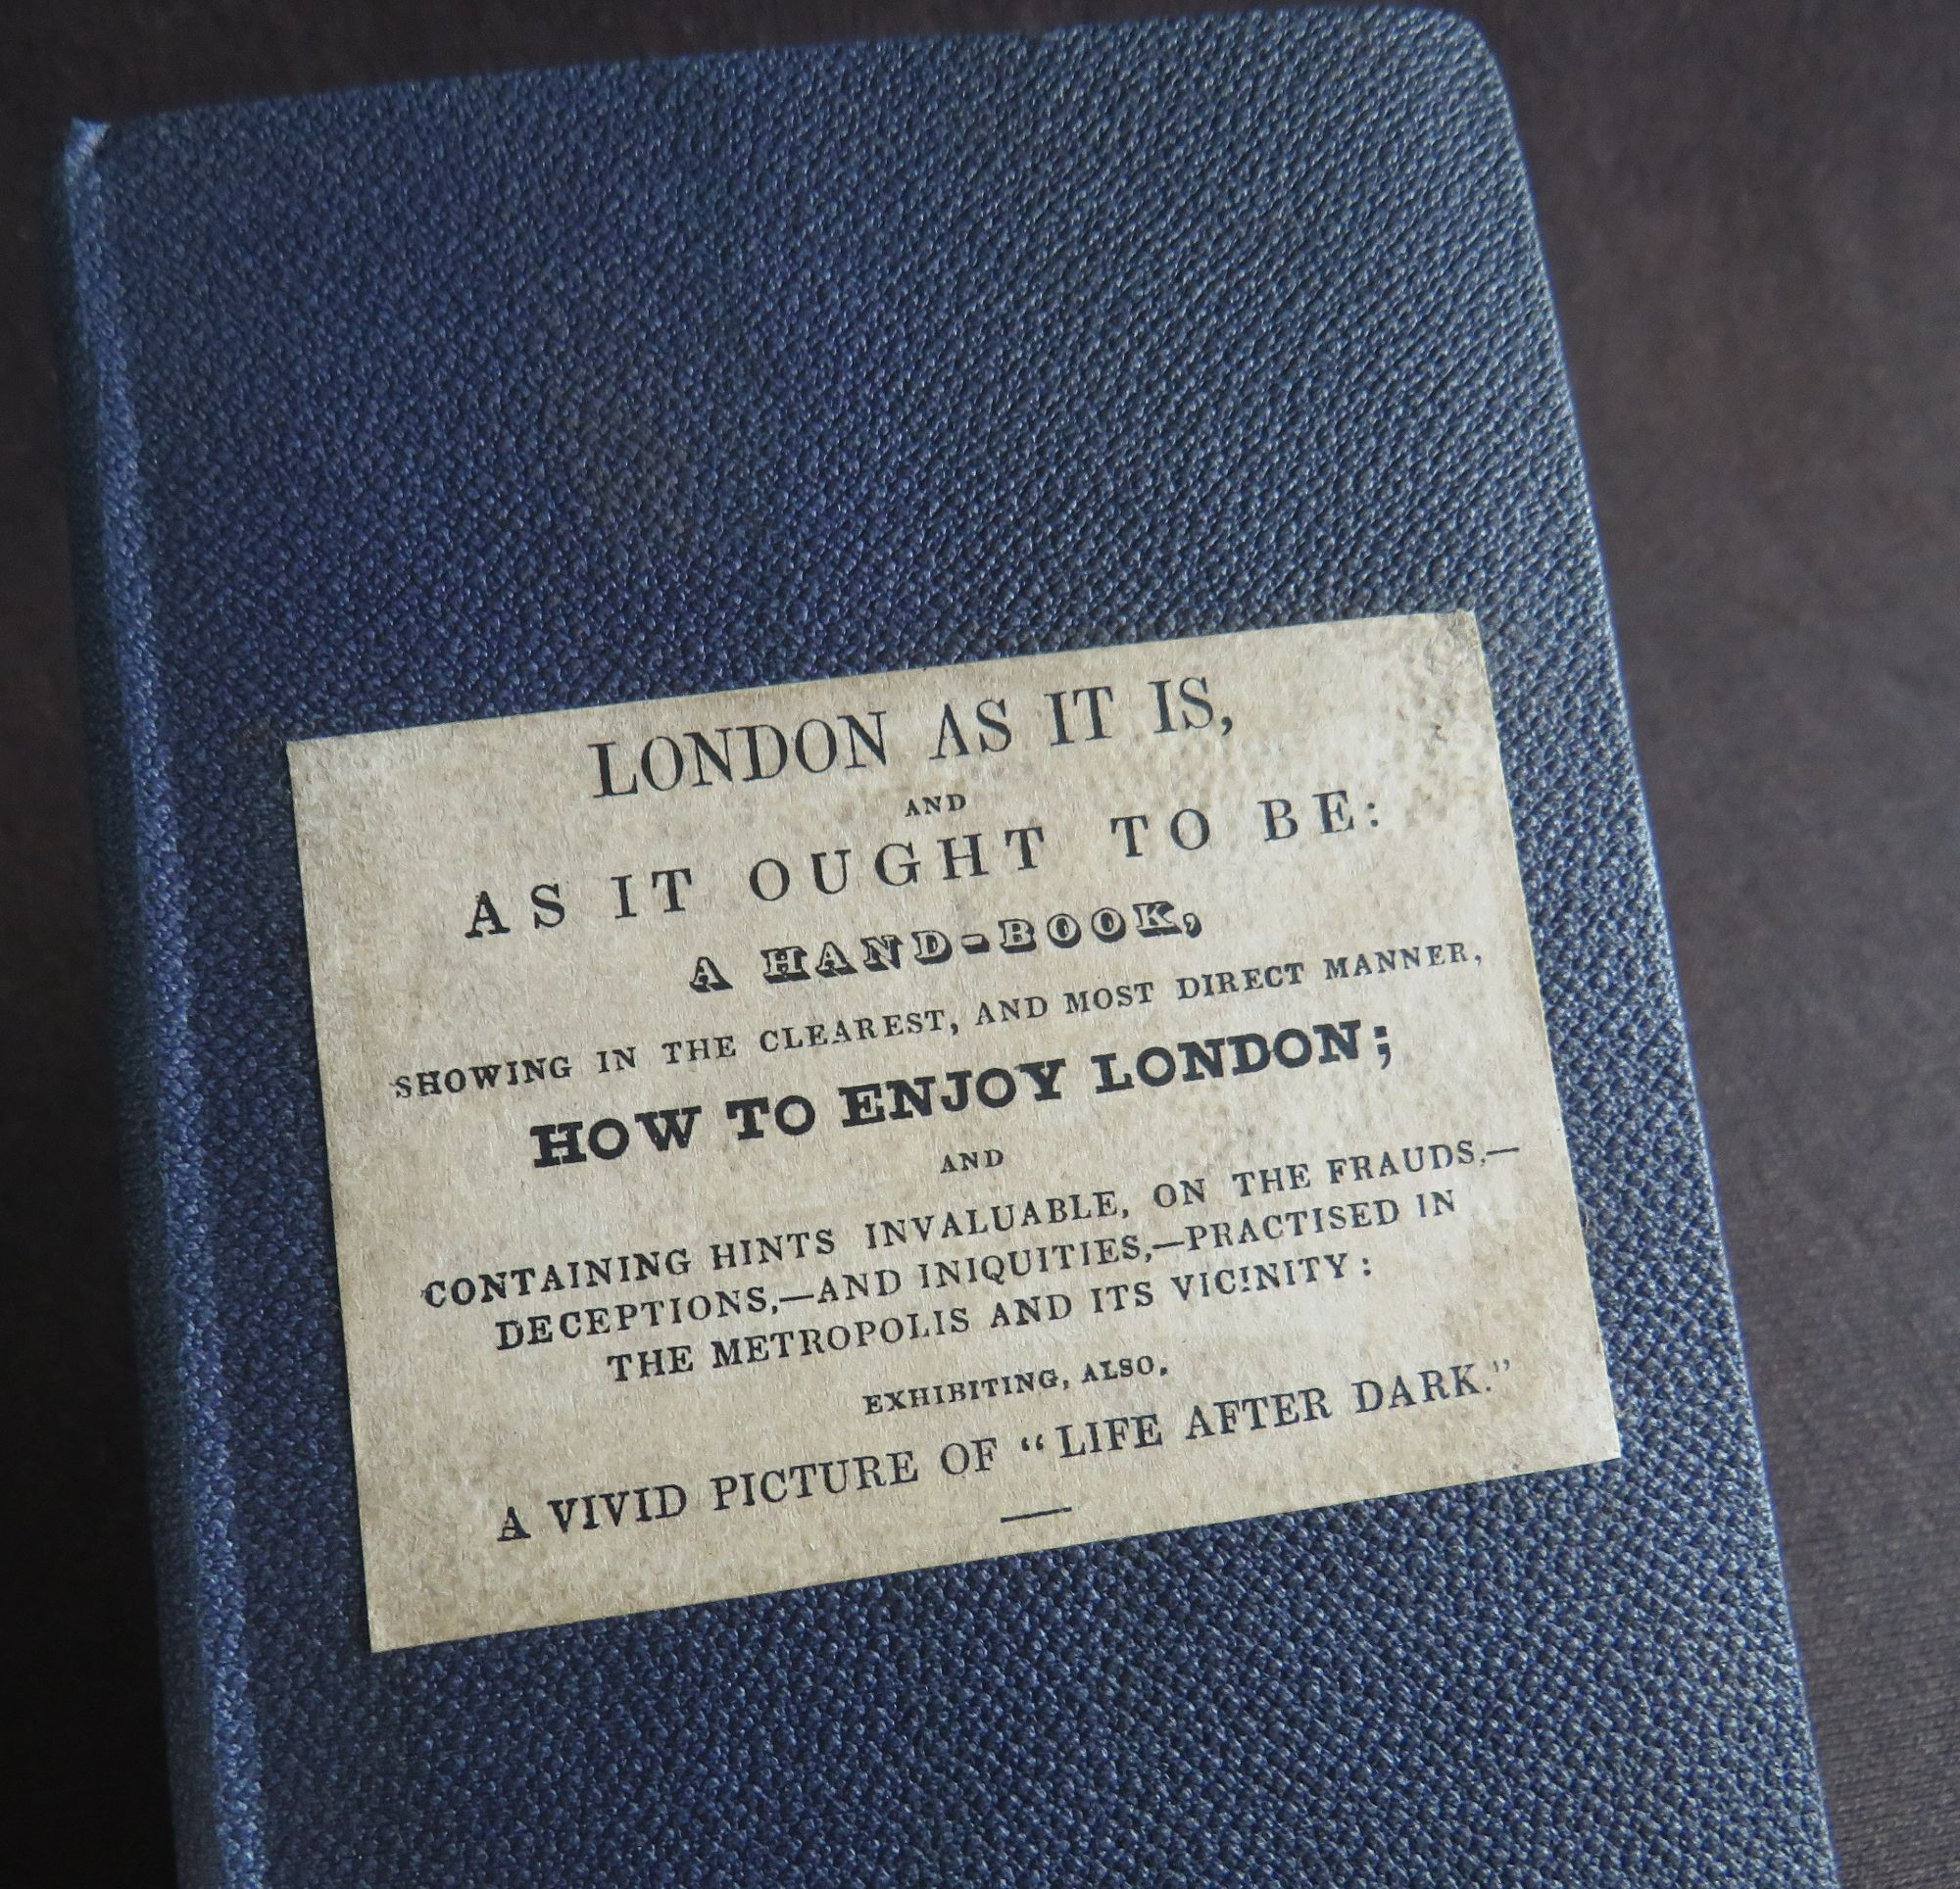 LONDON AS IT IS,
AND
AS IT OUGHT TO BE:
A HAND-BOOK,
SHOWING IN THE CLEAREST, AND MOST DIRECT MANNER,
HOW TO ENJOY LONDON;
AND
CONTAINING HINTS INVALUABLE, ON THE FRAUDS,—
DECEPTIONS,—AND INIQUITIES,—PRACTISED IN
THE METROPOLIS AND ITS VICINITY:
EXHIBITING, ALSO,
A VIVID PICTURE OF “LIFE AFTER DARK.”